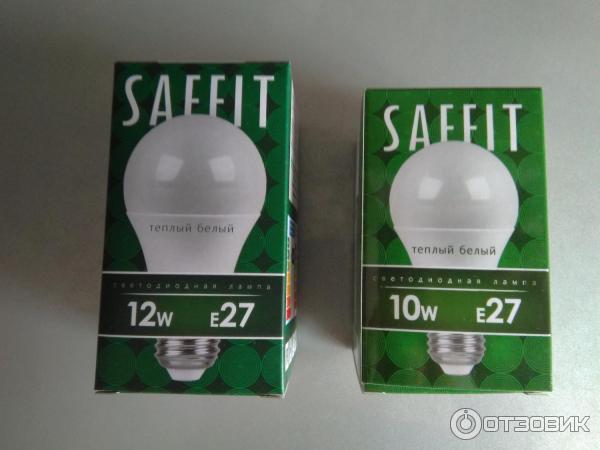 SAFFIT
теплый белый
светодиодная лампа
12W E27
SAFFIT
теплый белый
светодиодная лампа
10W E27
ОТЗОВИК